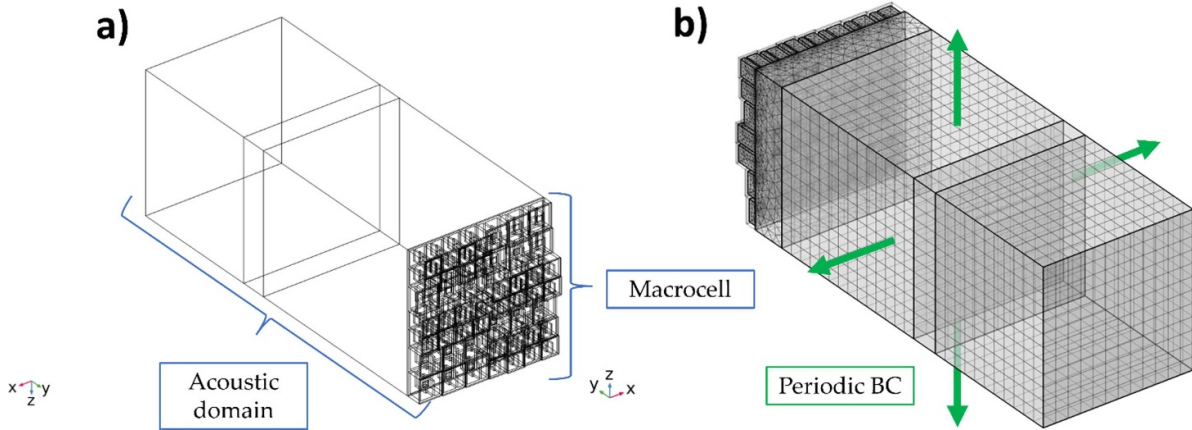 a)
Macrocell
Acoustic
domain
x
y
z
b)
z
y
x
Periodic BC